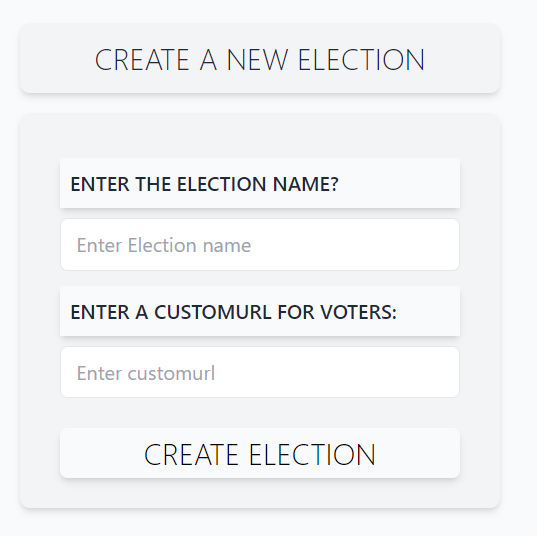 CREATE A NEW ELECTION
ENTER THE ELECTION NAME?
Enter Election name
ENTER A CUSTOMURL FOR VOTERS:
Enter customurl
CREATE ELECTION